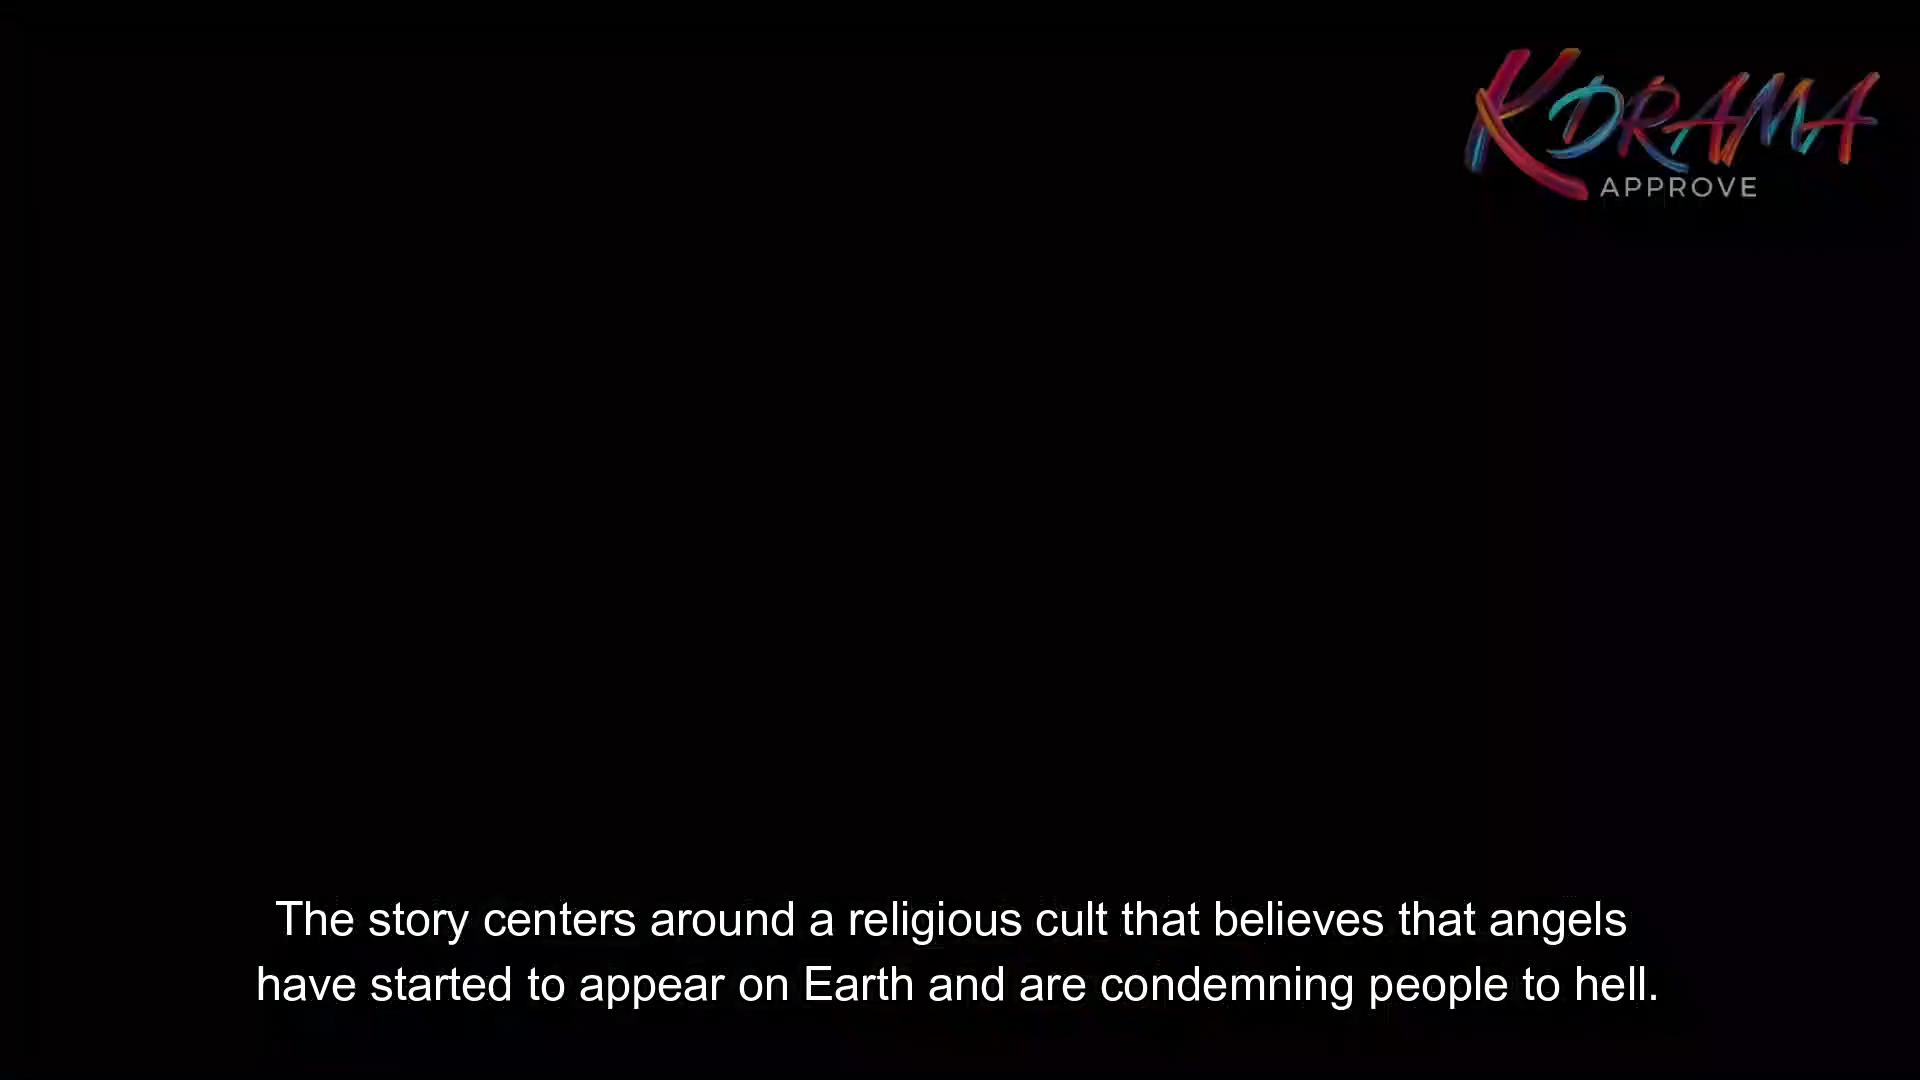 KDRAMA
APPROVE
The story centers around a religious cult that believes that angels
have started to appear on Earth and are condemning people to hell.